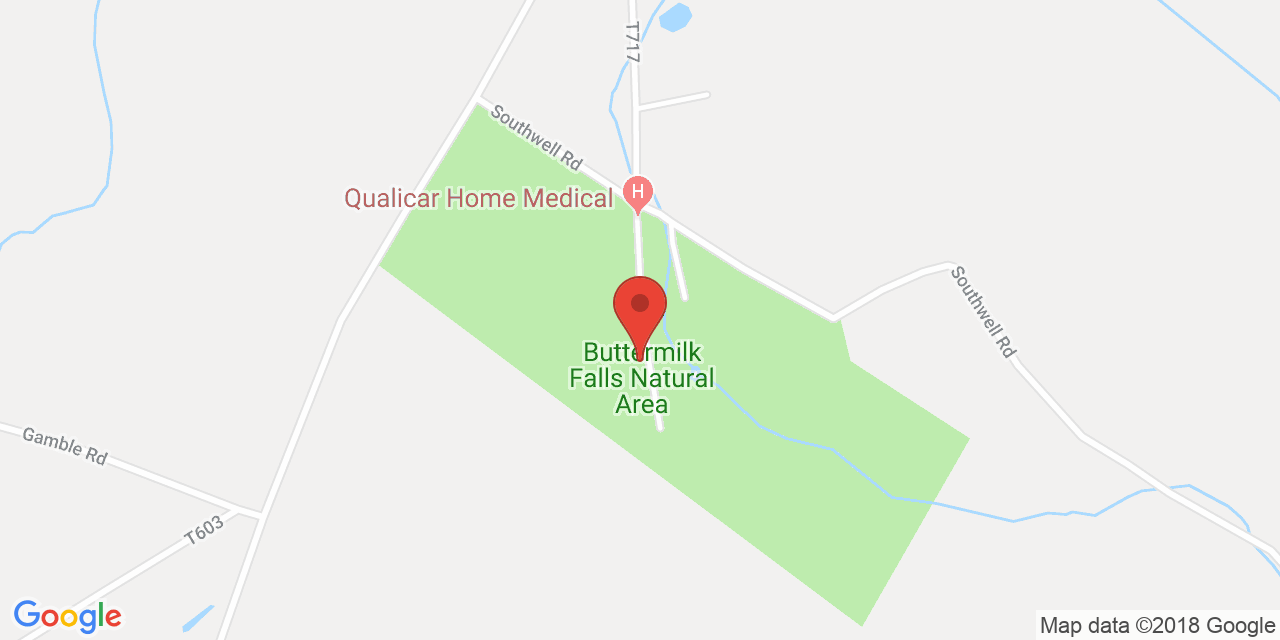 T717
Southwell Rd
Qualicar Home Medical
H
Southwell Rd
Buttermilk
Falls Natural
Area
Gamble Rd
T603
Google
Map data ©2018 Google